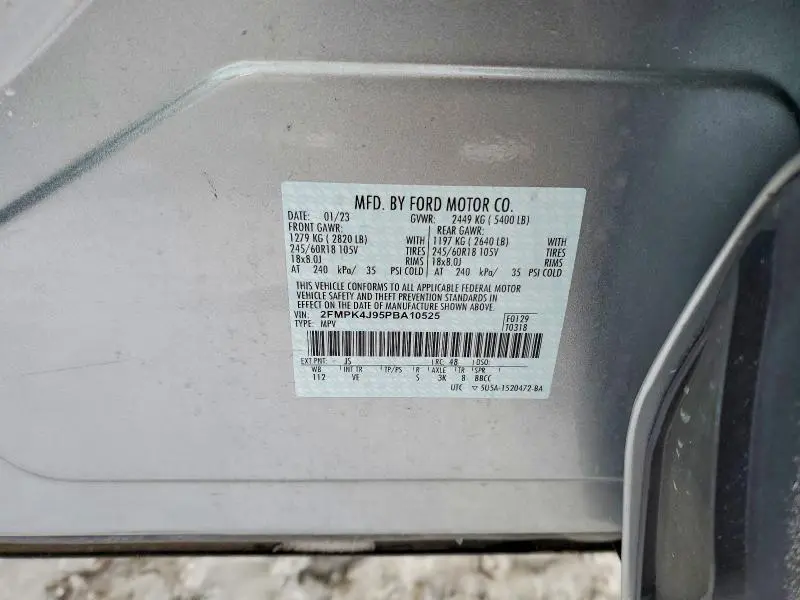 MFD. BY FORD MOTOR CO.
DATE: 01/23 GVWR: 2449 KG ( 5400 LB)
FRONT GAWR: REAR GAWR:
1279 KG ( 2820 LB) WITH 1197 KG ( 2640 LB) WITH
245/60R18 105V TIRES 245/60R18 105V TIRES
18x8.0J RIMS 18x8.0J RIMS
AT 240 kPa/ 35 PSI COLD AT 240 kPa/ 35 PSI COLD
THIS VEHICLE CONFORMS TO ALL APPLICABLE FEDERAL MOTOR
VEHICLE SAFETY AND THEFT PREVENTION STANDARDS IN
EFFECT ON THE DATE OF MANUFACTURE SHOWN ABOVE.
VIN: 2FMPK4J95PBA10525 F0129
TYPE: MPV T0318
EXT PNT: JS RC: 48 DSO:
WB INT TR TP/PS R AXLE TR SPR
112 VE S 3K 8 BBCC
UTC ▽ 5U5A-1520472-BA